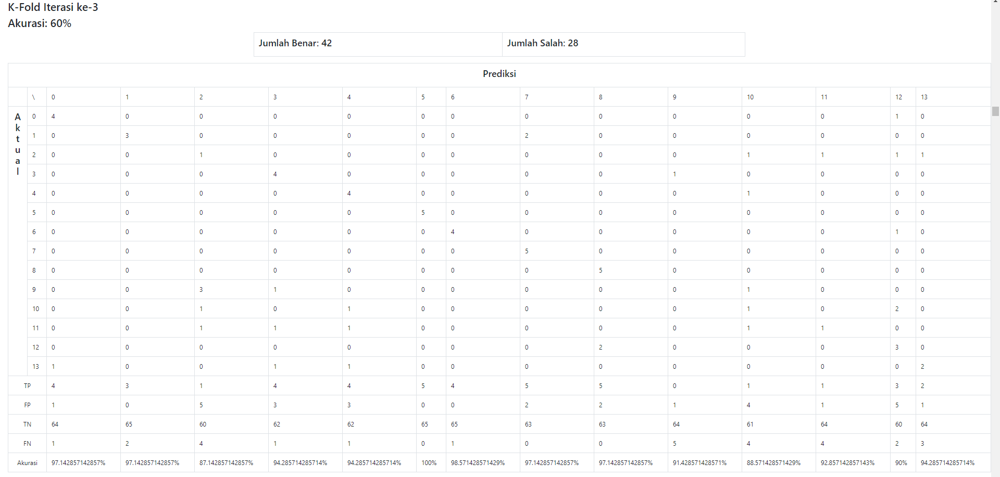 K-Fold Iterasi ke-3
Akurasi: 60%
Jumlah Benar: 42 Jumlah Salah: 28
Prediksi
\ 0 1 2 3 4 5 6 7 8 9 10 11 12 13
Aktual
0 4 0 0 0 0 0 0 0 0 0 0 0 1 0
1 0 3 0 0 0 0 0 2 0 0 0 0 0 0
2 0 0 1 0 0 0 0 0 0 0 1 1 1 1
3 0 0 0 4 0 0 0 0 0 1 0 0 0 0
4 0 0 0 0 4 0 0 0 0 0 1 0 0 0
5 0 0 0 0 0 5 0 0 0 0 0 0 0 0
6 0 0 0 0 0 0 4 0 0 0 0 0 1 0
7 0 0 0 0 0 0 0 5 0 0 0 0 0 0
8 0 0 0 0 0 0 0 0 5 0 0 0 0 0
9 0 0 3 1 0 0 0 0 0 0 1 0 0 0
10 0 0 1 0 1 0 0 0 0 0 1 0 2 0
11 0 0 1 1 1 0 0 0 0 0 1 1 0 0
12 0 0 0 0 0 0 0 0 2 0 0 0 3 0
13 1 0 0 1 1 0 0 0 0 0 0 0 0 2
TP 4 3 1 4 4 5 4 5 5 0 1 1 3 2
FP 1 0 5 3 3 0 0 2 2 1 4 1 5 1
TN 64 65 60 62 62 65 65 63 63 64 61 64 60 64
FN 1 2 4 1 1 0 1 0 0 5 4 4 2 3
Akurasi 97.142857142857% 97.142857142857% 87.142857142857% 94.285714285714% 94.285714285714% 100% 98.571428571429% 97.142857142857% 97.142857142857% 91.428571428571% 88.571428571429% 92.857142857143% 90% 94.285714285714%